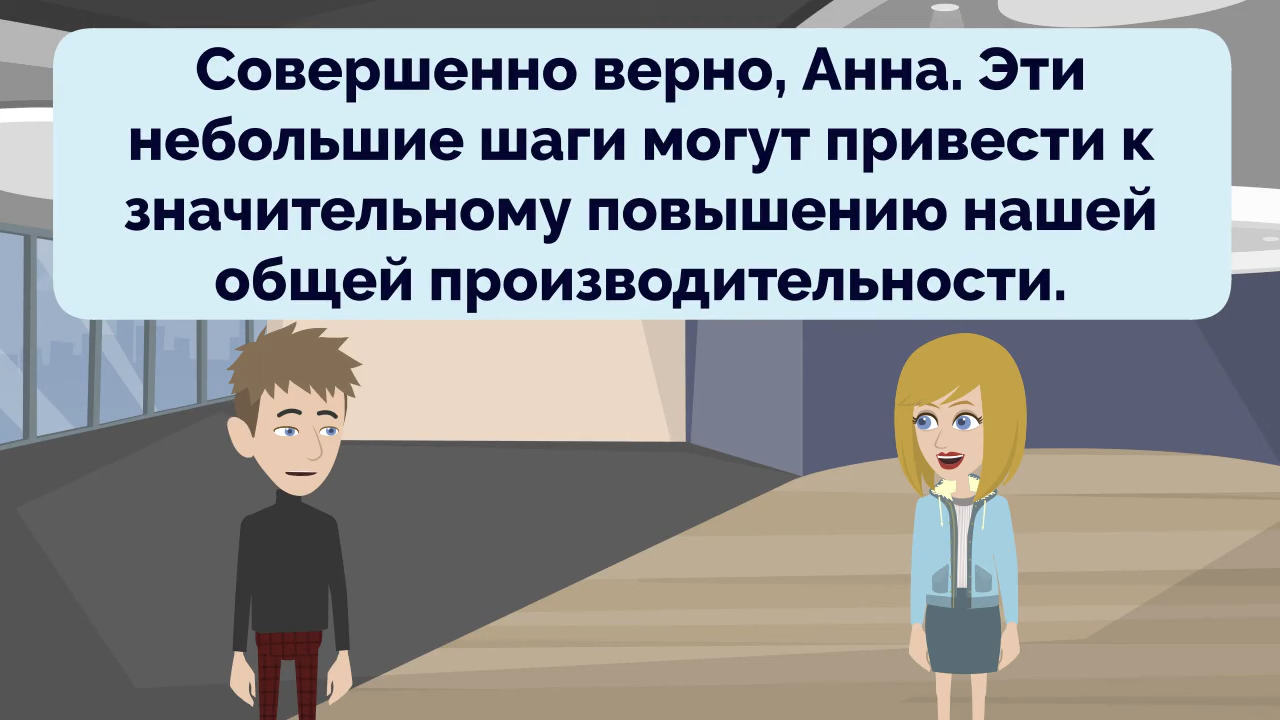 Совершенно верно, Анна. Эти
небольшие шаги могут привести к
значительному повышению нашей
общей производительности.